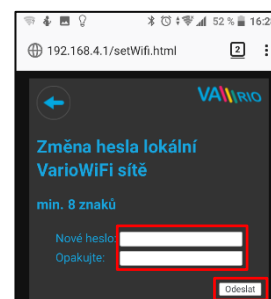 52 % 16:2
192.168.4.1/setWifi.html 2
VARIO
Změna hesla lokální
VarioWiFi sítě
min. 8 znaků
Nové heslo:
Opakujte:
Odeslat